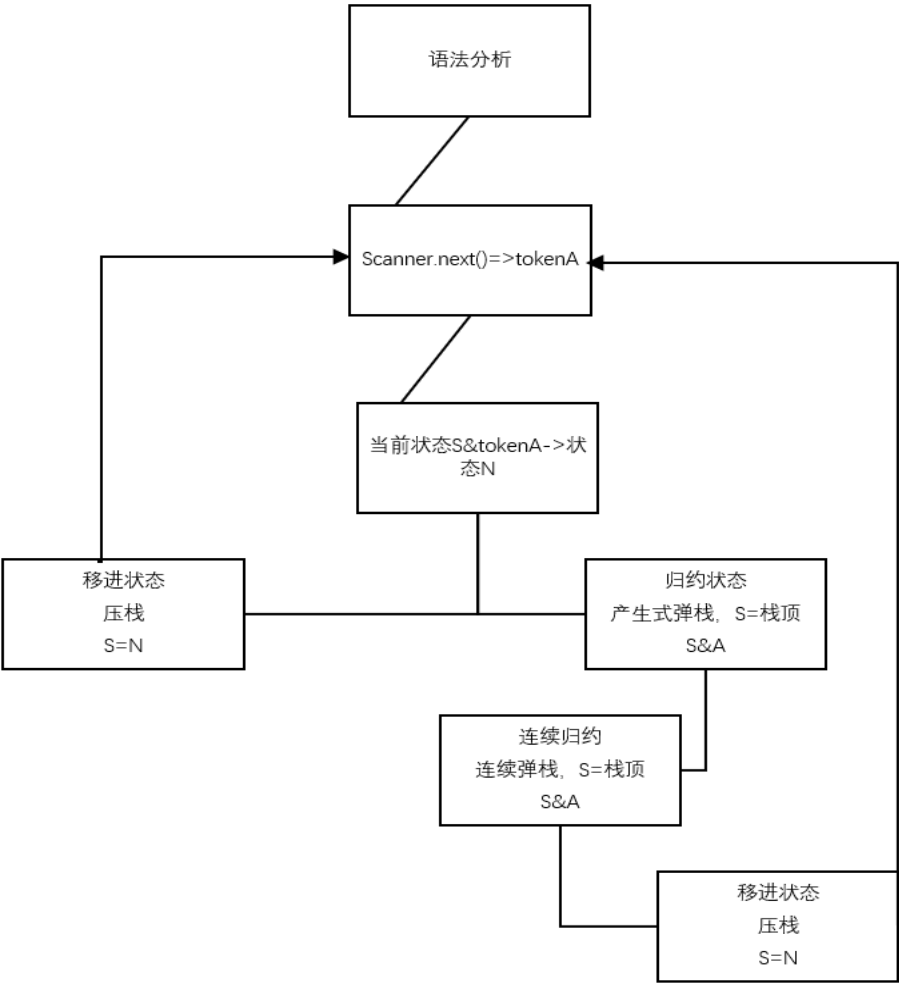 语法分析
Scanner.next()=>tokenA
当前状态S&tokenA->状
态N
移进状态
压栈
S=N
归约状态
产生式弹栈，S=栈顶
S&A
连续归约
连续弹栈，S=栈顶
S&A
移进状态
压栈
S=N